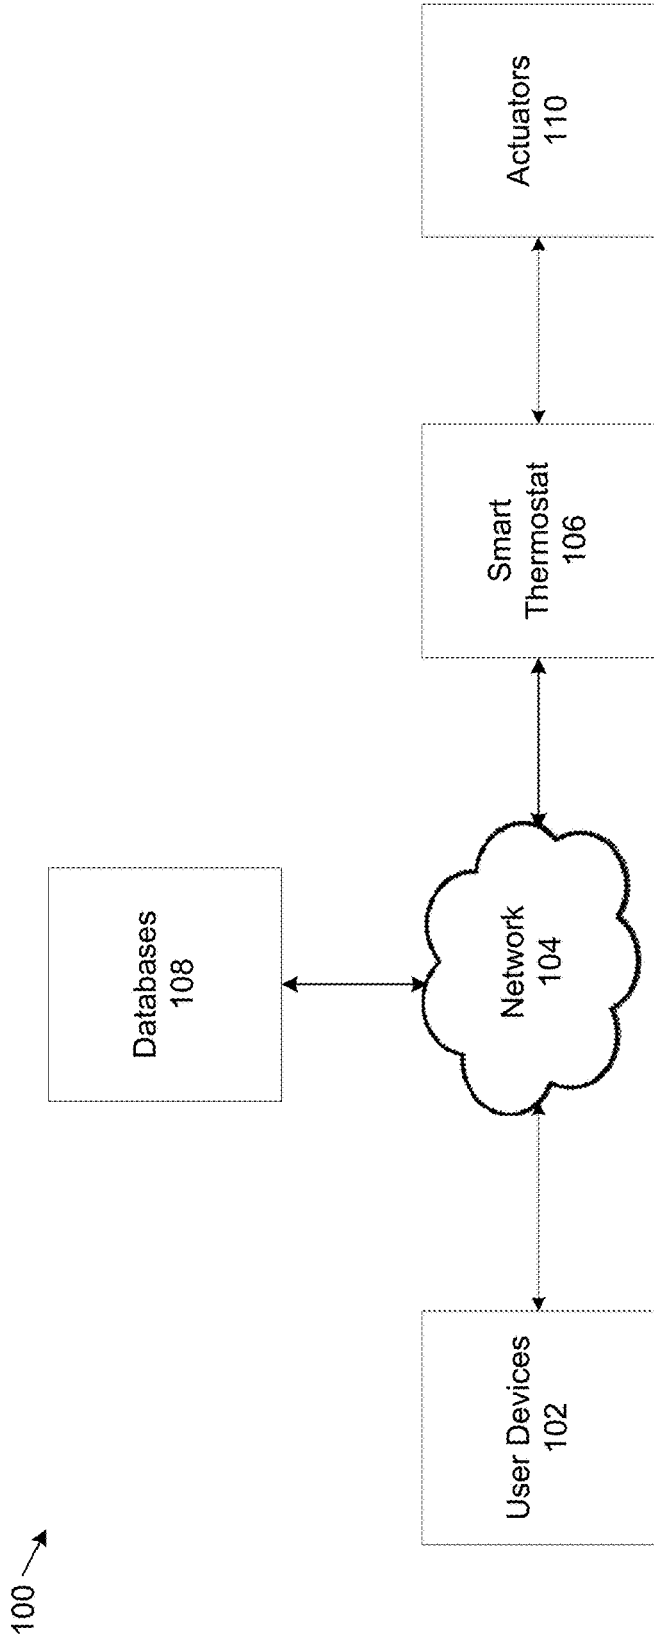 100
Databases
108
User Devices
102
Network
104
Smart
Thermostat
106
Actuators
110